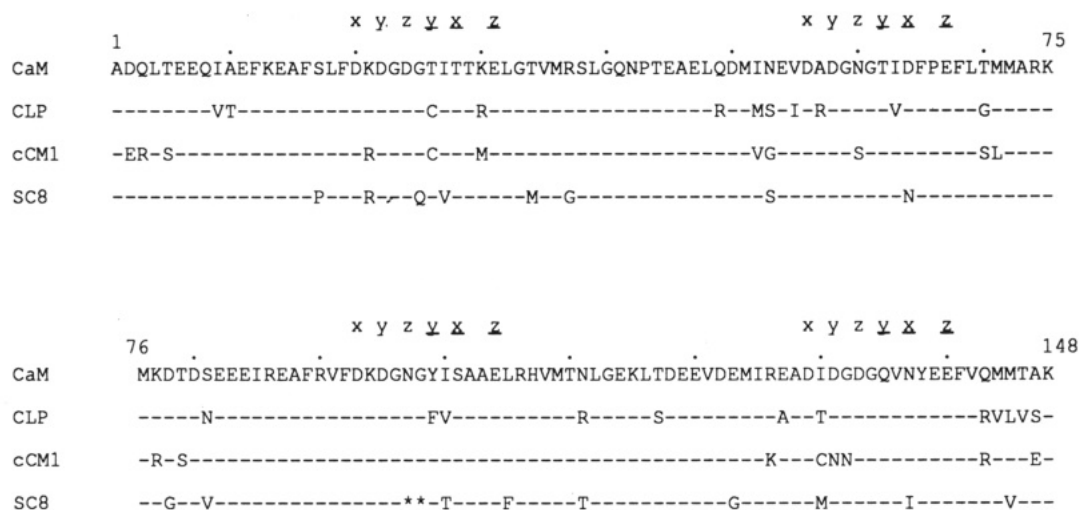 x y z y x z x y z y x z
1 75
CaM ADQLTEEQIAEFKEAFSLFDKDGDGTITTKELGTVMRSLGQNPTEAELQDMINEVDADGNGTIDFPEFLTMMARK
CLP --------VT---------------C---R------------------R--MS-I-R-----V------G-----
cCM1 -ER-S---------------R----C---M---------------------VG------S---------SL----
SC8 ----------------P---R---Q-V------M--G---------------S----------N-----------
x y z y x z x y z y x z
76 148
CaM MKDTDSEEEIREAFRVFDKDGNGYISAAELRHVMTNLGEKLTDEEVDEMIREADIDGDGQVNYEEFVQMMTAK
CLP -----N-----------------FV----------R-----S---------A--T------------RVLVS-
cCM1 -R-S----------------------------------------------K---CNN----------R---E-
SC8 --G--V---------------**-T----F-----T-----------G------M------I-------V---